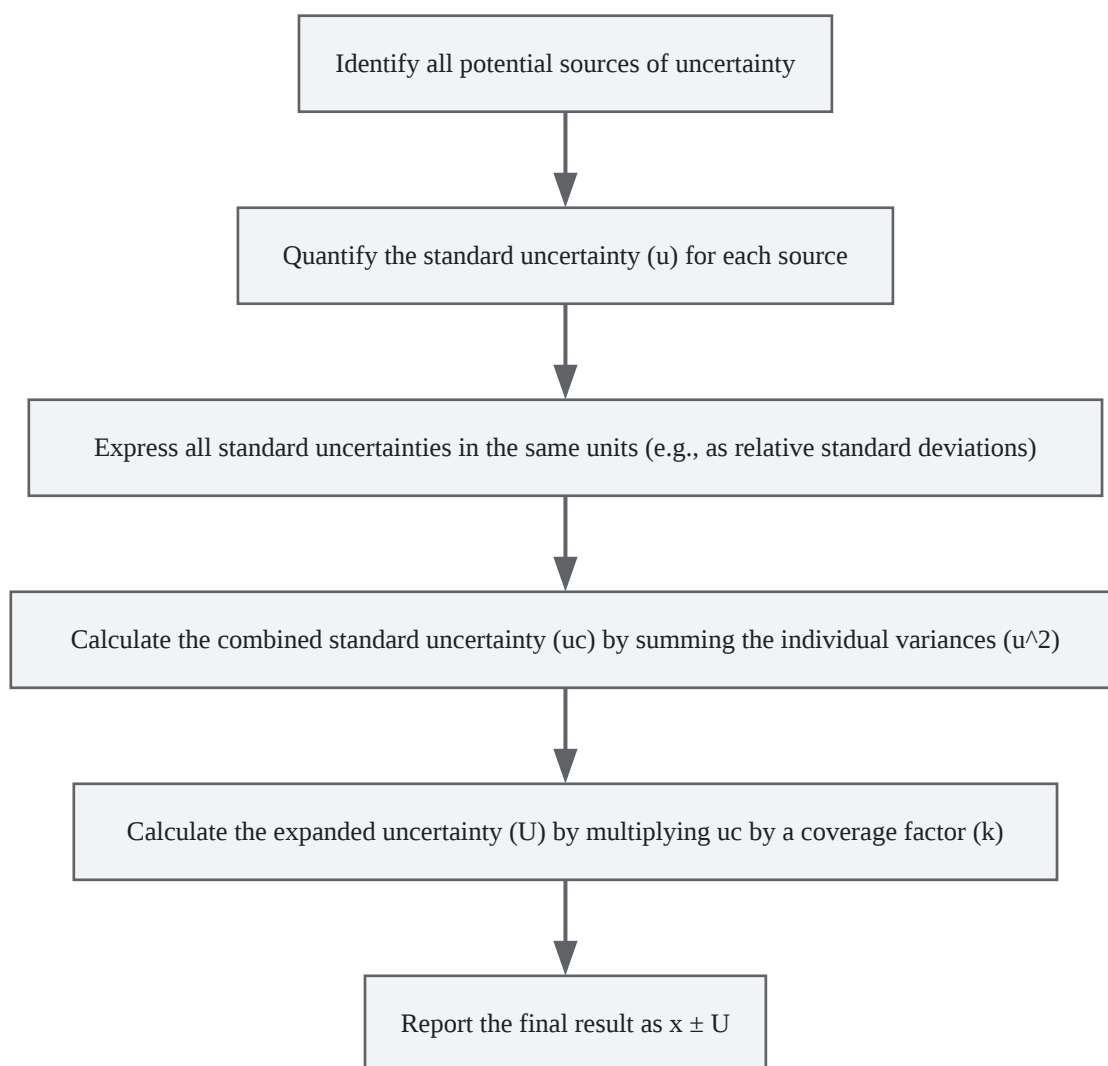 Identify all potential sources of uncertainty
Quantify the standard uncertainty (u) for each source
Express all standard uncertainties in the same units (e.g., as relative standard deviations)
Calculate the combined standard uncertainty (uc) by summing the individual variances (u^2)
Calculate the expanded uncertainty (U) by multiplying uc by a coverage factor (k)
Report the final result as x ± U